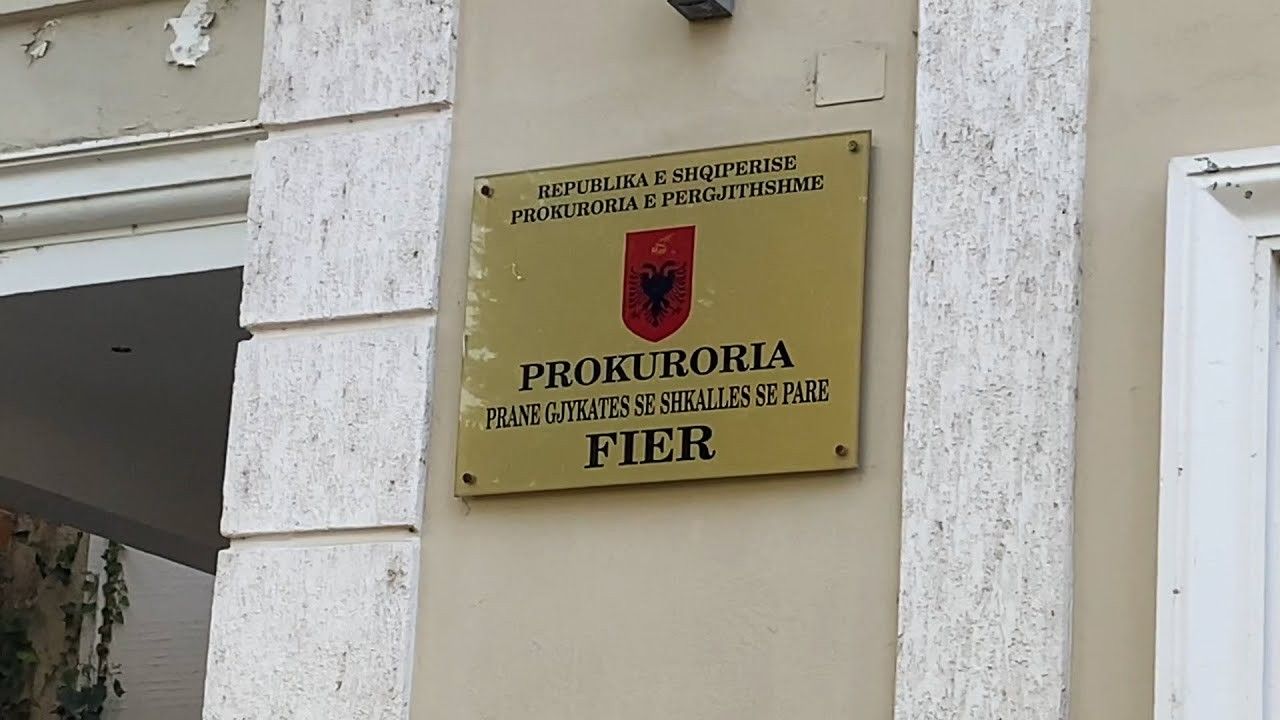 REPUBLIKA E SHQIPERISE
PROKURORIA E PERGJITHSHME
PROKURORIA
PRANE GJYKATES SE SHKALLES SE PARE
FIER